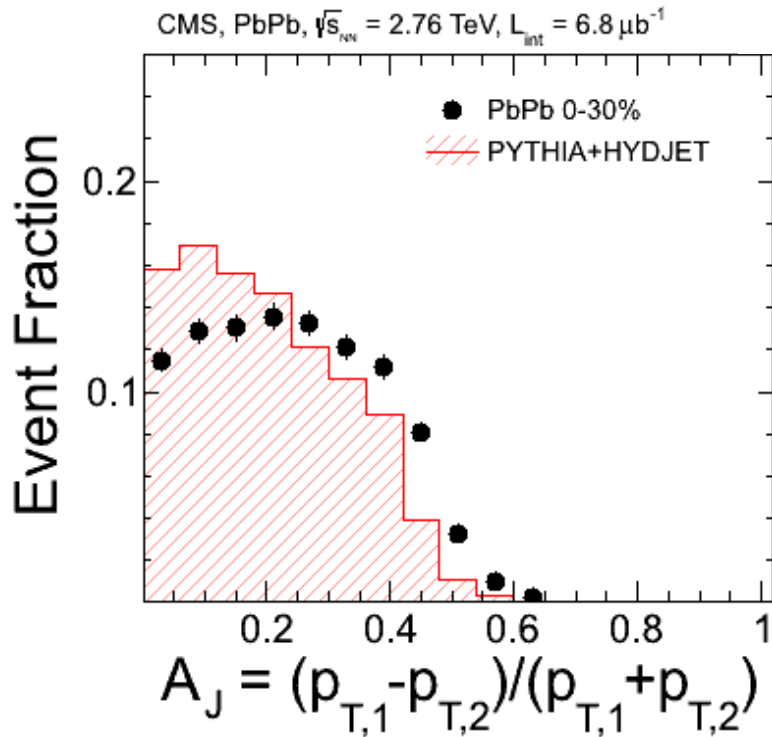 CMS, PbPb, √s_NN = 2.76 TeV, L_int = 6.8 μb⁻¹
PbPb 0-30%
PYTHIA+HYDJET
Event Fraction
0.2
0.1
0.2 0.4 0.6 0.8 1
A_J = (p_T,1-p_T,2)/(p_T,1+p_T,2)